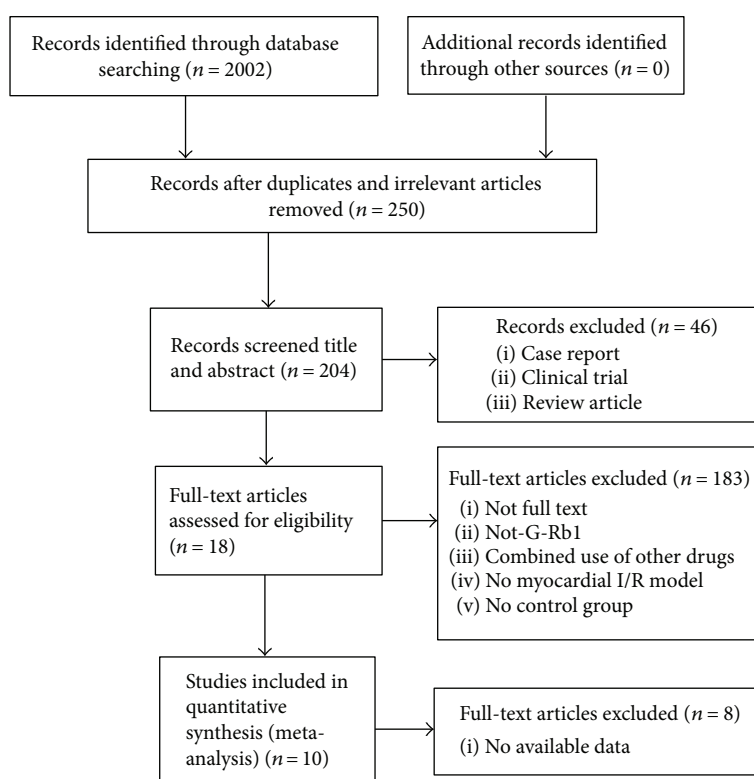 Records identified through database
searching (n = 2002)
Additional records identified
through other sources (n = 0)
Records after duplicates and irrelevant articles
removed (n = 250)
Records screened title
and abstract (n = 204)
Records excluded (n = 46)
(i) Case report
(ii) Clinical trial
(iii) Review article
Full-text articles
assessed for eligibility
(n = 18)
Full-text articles excluded (n = 183)
(i) Not full text
(ii) Not-G-Rb1
(iii) Combined use of other drugs
(iv) No myocardial I/R model
(v) No control group
Studies included in
quantitative
synthesis (meta-
analysis) (n = 10)
Full-text articles excluded (n = 8)
(i) No available data